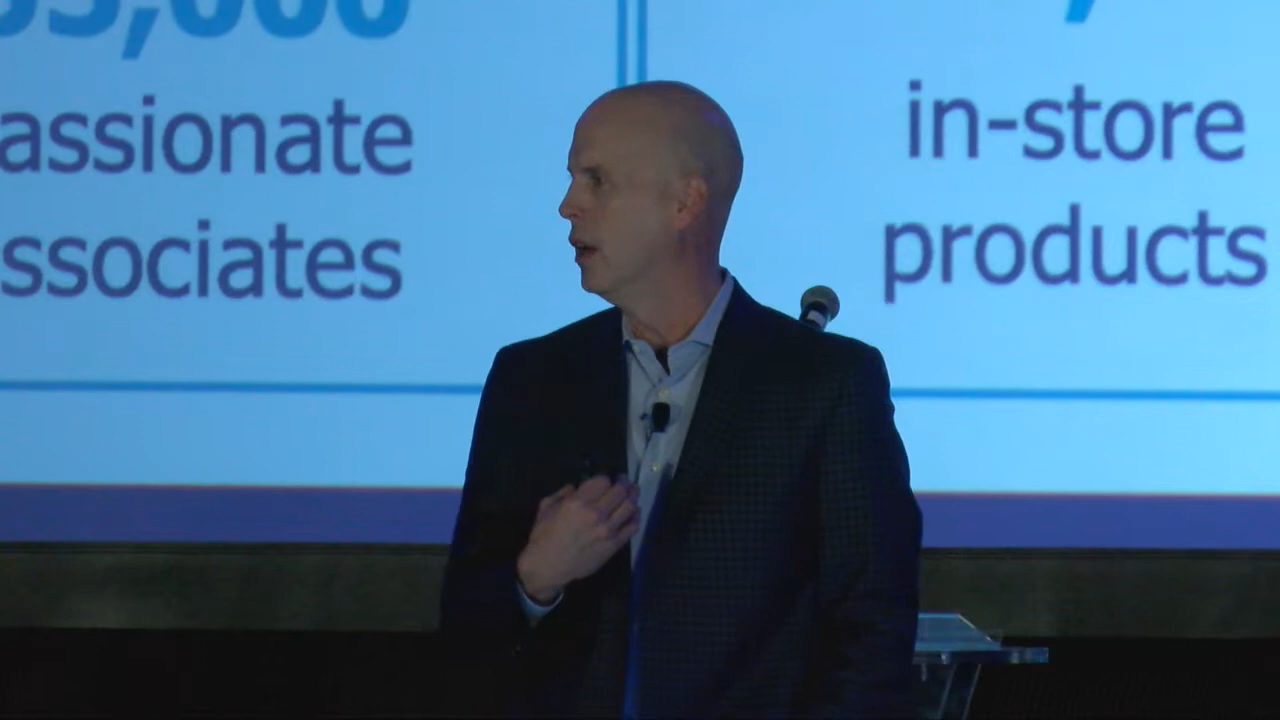 assionate
ssociates
in-store
products